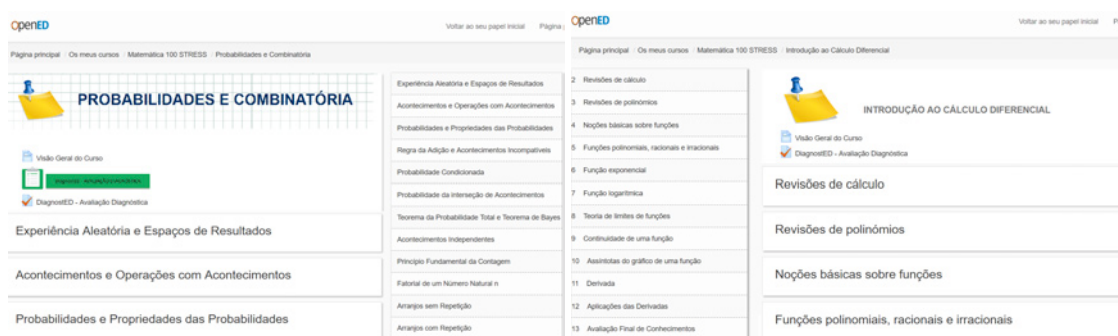 OpenED
Voltar ao seu papel inicial Página
Página principal Os meus cursos Matemática 100 STRESS Probabilidades e Combinatória
PROBABILIDADES E COMBINATÓRIA
Visão Geral do Curso
DiagnostED - Avaliação Diagnóstica
Experiência Aleatória e Espaços de Resultados
Acontecimentos e Operações com Acontecimentos
Probabilidades e Propriedades das Probabilidades
Experiência Aleatória e Espaços de Resultados
Acontecimentos e Operações com Acontecimentos
Probabilidades e Propriedades das Probabilidades
Regra da Adição e Acontecimentos Incompatíveis
Probabilidade Condicionada
Probabilidade da interseção de Acontecimentos
Teorema da Probabilidade Total e Teorema de Bayes
Acontecimentos Independentes
Princípio Fundamental da Contagem
Fatorial de um Número Natural n
Arranjos sem Repetição
Arranjos com Repetição
OpenED
Voltar ao seu papel inicial P
Página principal Os meus cursos Matemática 100 STRESS Introdução ao Cálculo Diferencial
2 Revisões de cálculo
3 Revisões de polinómios
4 Noções básicas sobre funções
5 Funções polinomiais, racionais e irracionais
6 Função exponencial
7 Função logarítmica
8 Teoria de limites de funções
9 Continuidade de uma função
10 Assíntotas do gráfico de uma função
11 Derivada
12 Aplicações das Derivadas
13 Avaliação Final de Conhecimentos
INTRODUÇÃO AO CÁLCULO DIFERENCIAL
Visão Geral do Curso
DiagnostED - Avaliação Diagnóstica
Revisões de cálculo
Revisões de polinómios
Noções básicas sobre funções
Funções polinomiais, racionais e irracionais